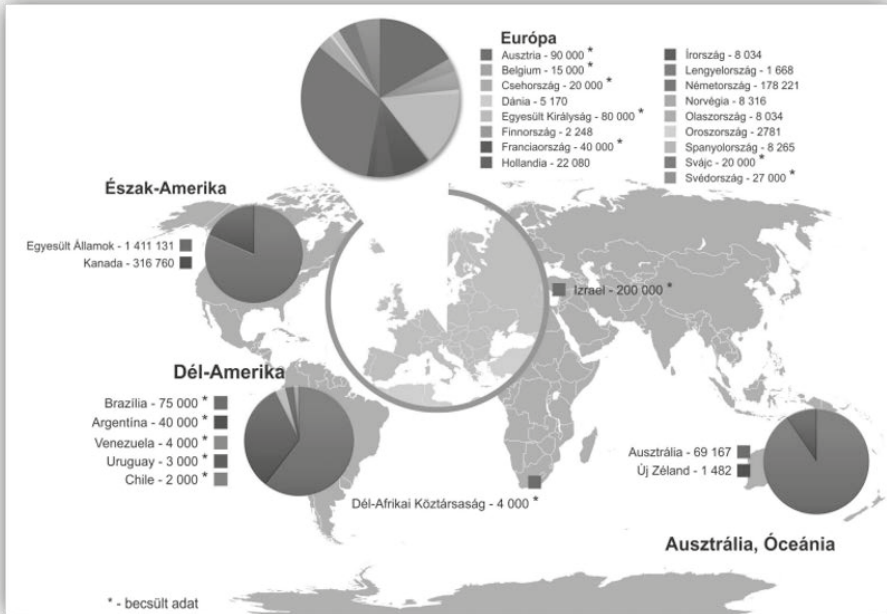 Európa
Ausztria - 90 000 *
Belgium - 15 000 *
Csehország - 20 000 *
Dánia - 5 170
Egyesült Királyság - 80 000 *
Finnország - 2 248
Franciaország - 40 000 *
Hollandia - 22 080
Írország - 8 034
Lengyelország - 1 668
Németország - 178 221
Norvégia - 8 316
Olaszország - 8 034
Oroszország - 2781
Spanyolország - 8 265
Svájc - 20 000 *
Svédország - 27 000 *
Észak-Amerika
Egyesült Államok - 1 411 131
Kanada - 316 760
Izrael - 200 000 *
Dél-Amerika
Brazília - 75 000 *
Argentína - 40 000 *
Venezuela - 4 000 *
Uruguay - 3 000 *
Chile - 2 000 *
Dél-Afrikai Köztársaság - 4 000 *
Ausztrália - 69 167
Új Zéland - 1 482
Ausztrália, Óceánia
* - becsült adat